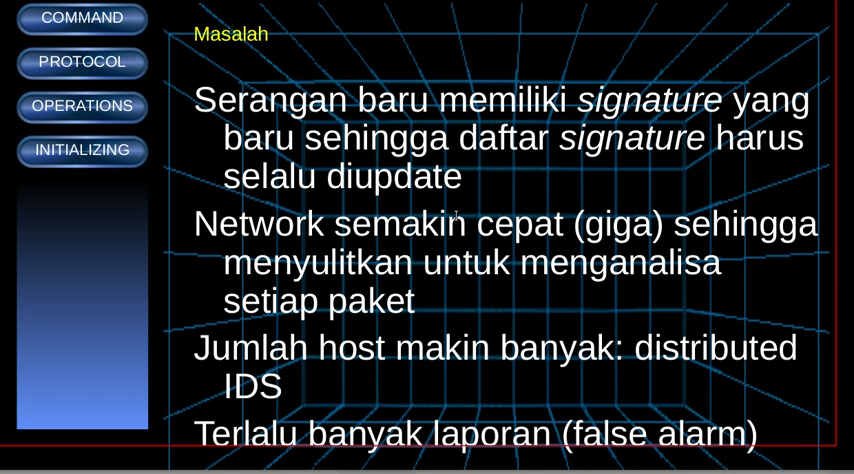 COMMAND
PROTOCOL
OPERATIONS
INITIALIZING
Masalah
Serangan baru memiliki signature yang
baru sehingga daftar signature harus
selalu diupdate
Network semakin cepat (giga) sehingga
menyulitkan untuk menganalisa
setiap paket
Jumlah host makin banyak: distributed
IDS
Terlalu banyak laporan (false alarm)